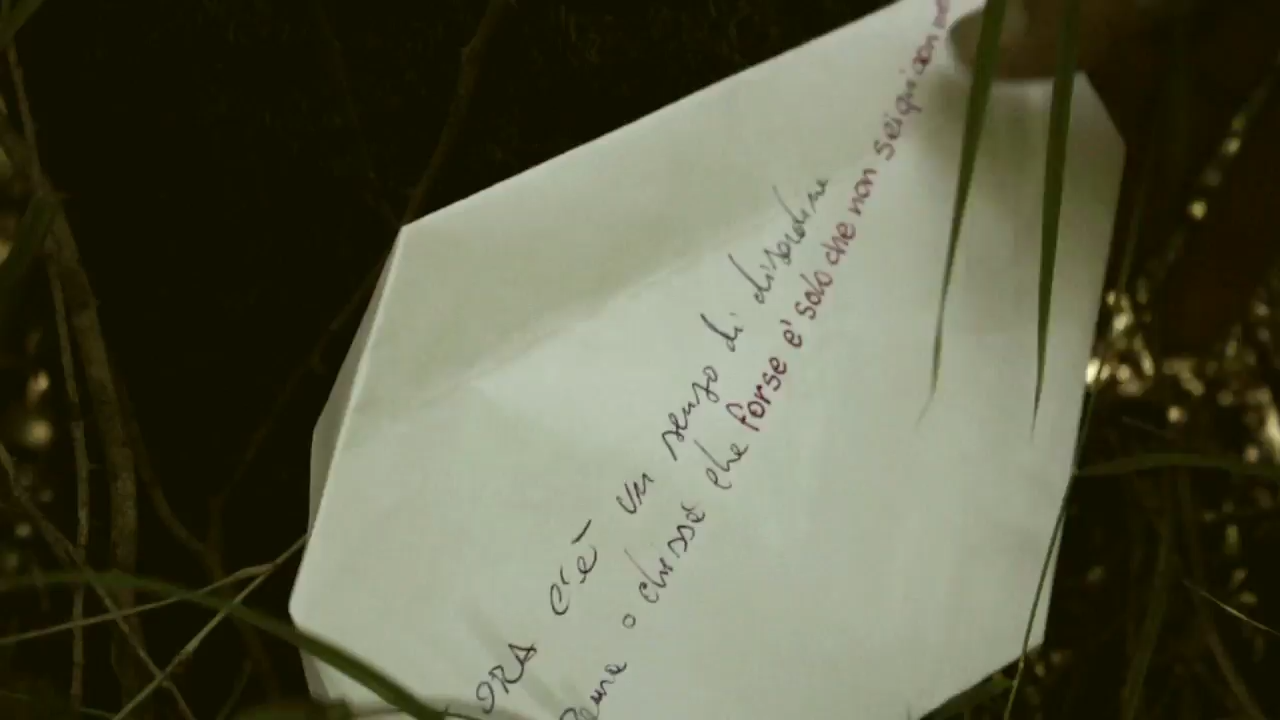 ORA c'è un senso di disordine
o chissà che forse e' solo che non sei qui con